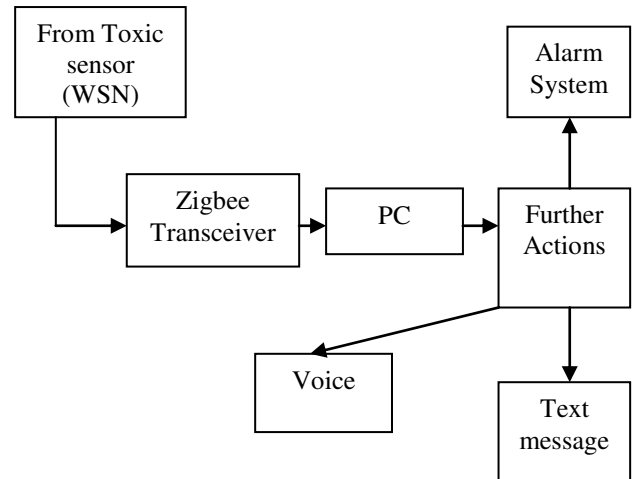 From Toxic
sensor
(WSN)
Alarm
System
Zigbee
Transceiver
PC
Further
Actions
Voice
Text
message